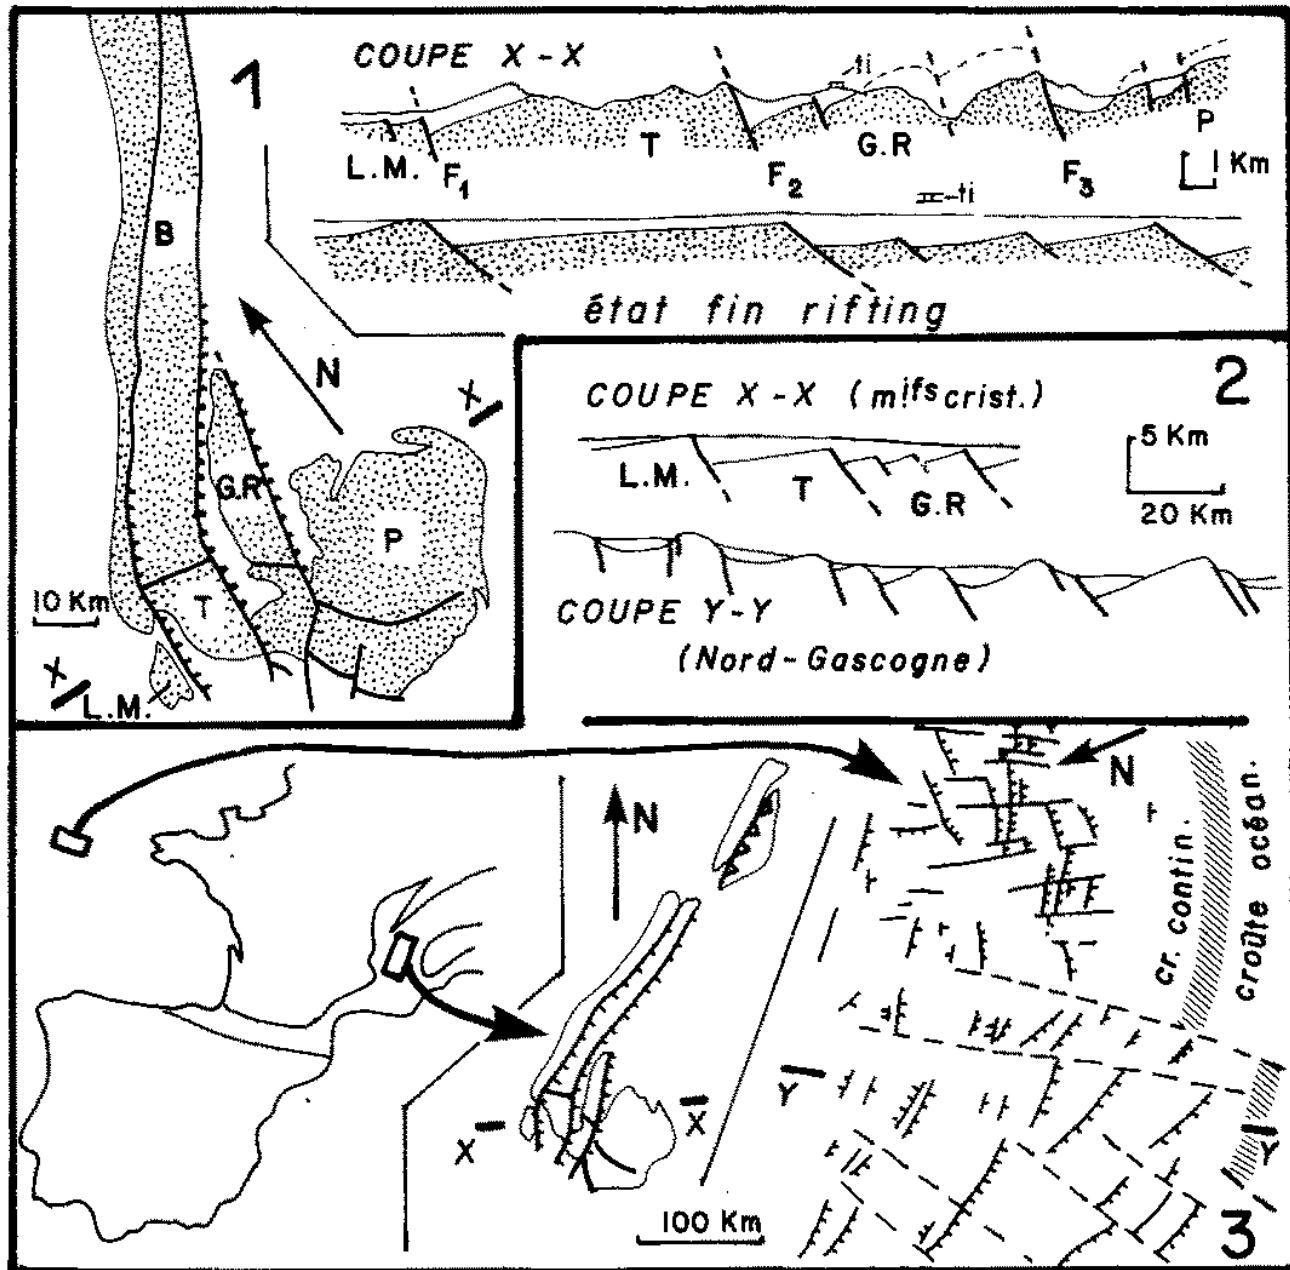 1
COUPE X - X
ti
L.M.
F1
T
F2
G.R
F3
P
1 Km
ti
état fin rifting
B
N
X
G.R
P
T
10 Km
X
L.M.
2
COUPE X - X (mifs crist.)
5 Km
20 Km
L.M.
T
G.R
COUPE Y-Y
(Nord-Gascogne)
N
N
cr. contin.
croûte océan.
X
X
Y
Y
100 Km
3